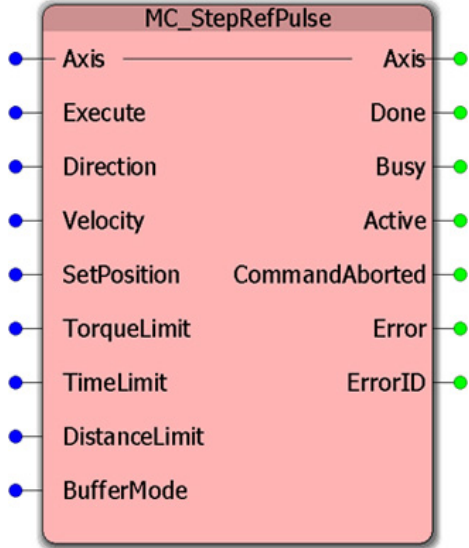 MC_StepRefPulse
Axis Axis
Execute Done
Direction Busy
Velocity Active
SetPosition CommandAborted
TorqueLimit Error
TimeLimit ErrorID
DistanceLimit
BufferMode